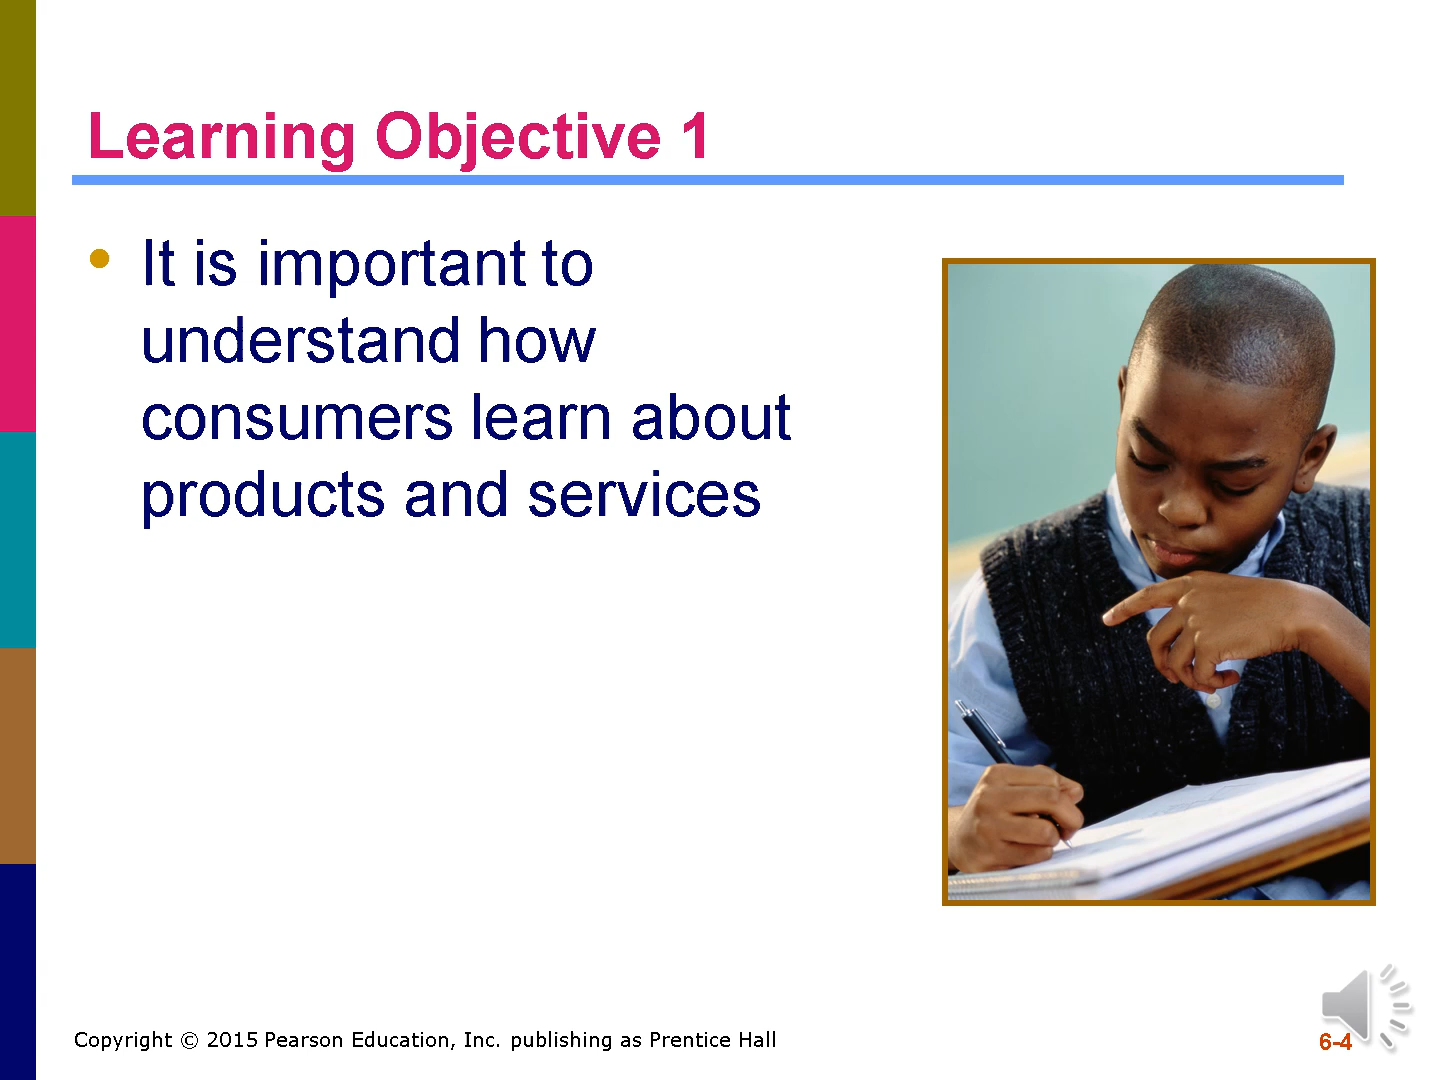 Learning Objective 1
• It is important to
understand how
consumers learn about
products and services
Copyright © 2015 Pearson Education, Inc. publishing as Prentice Hall
6-4